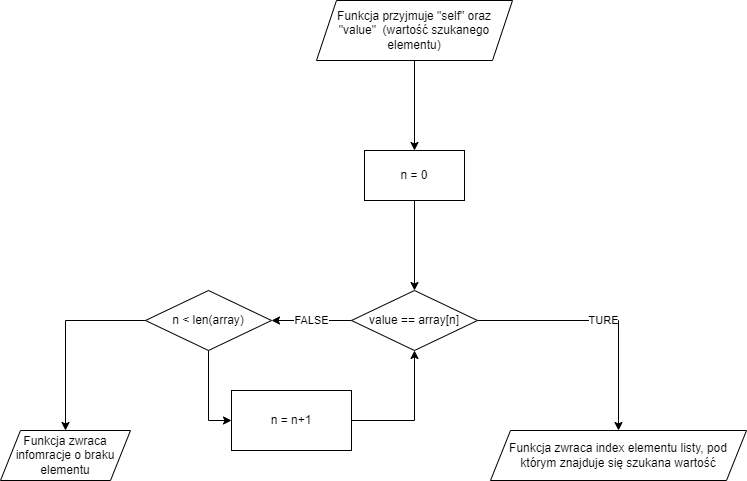 Funkcja przyjmuje "self" oraz
"value" (wartość szukanego
elementu)
n = 0
n < len(array)
FALSE
value == array[n]
TURE
n = n+1
Funkcja zwraca
infomracje o braku
elementu
Funkcja zwraca index elementu listy, pod
którym znajduje się szukana wartość